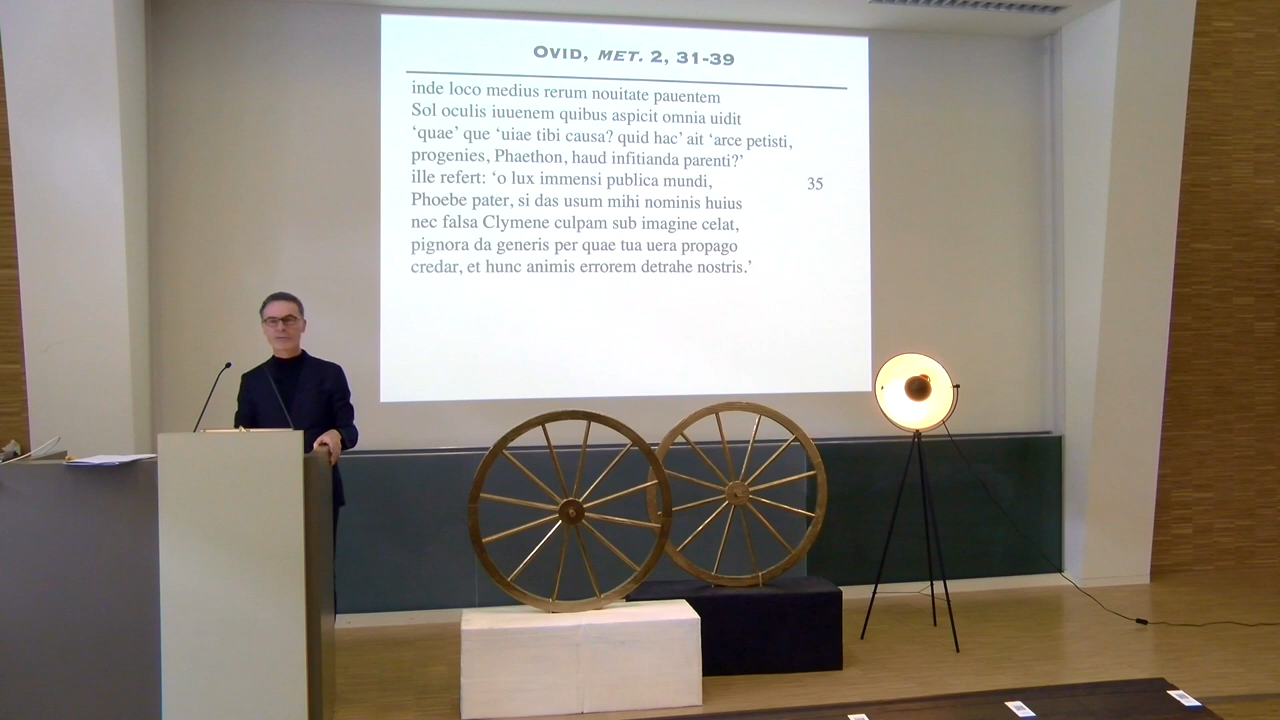 OVID, MET. 2, 31-39
inde loco medius rerum nouitate pauentem
Sol oculis iuuenem quibus aspicit omnia uidit
‘quae’ que ‘uiae tibi causa? quid hac’ ait ‘arce petisti,
progenies, Phaethon, haud infitianda parenti?’
ille refert: ‘o lux immensi publica mundi, 35
Phoebe pater, si das usum mihi nominis huius
nec falsa Clymene culpam sub imagine celat,
pignora da generis per quae tua uera propago
credar, et hunc animis errorem detrahe nostris.’